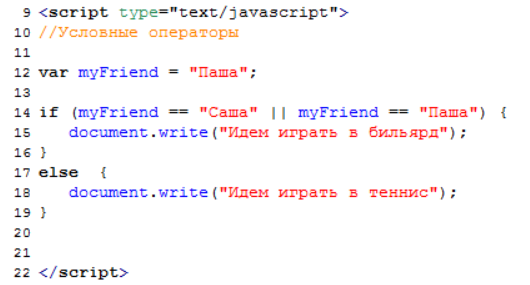 9 <script type="text/javascript">
10 //Условные операторы
11
12 var myFriend = "Паша";
13
14 if (myFriend == "Саша" || myFriend == "Паша") {
15    document.write("Идем играть в бильярд");
16 }
17 else  {
18    document.write("Идем играть в теннис");
19 }
20
21
22 </script>